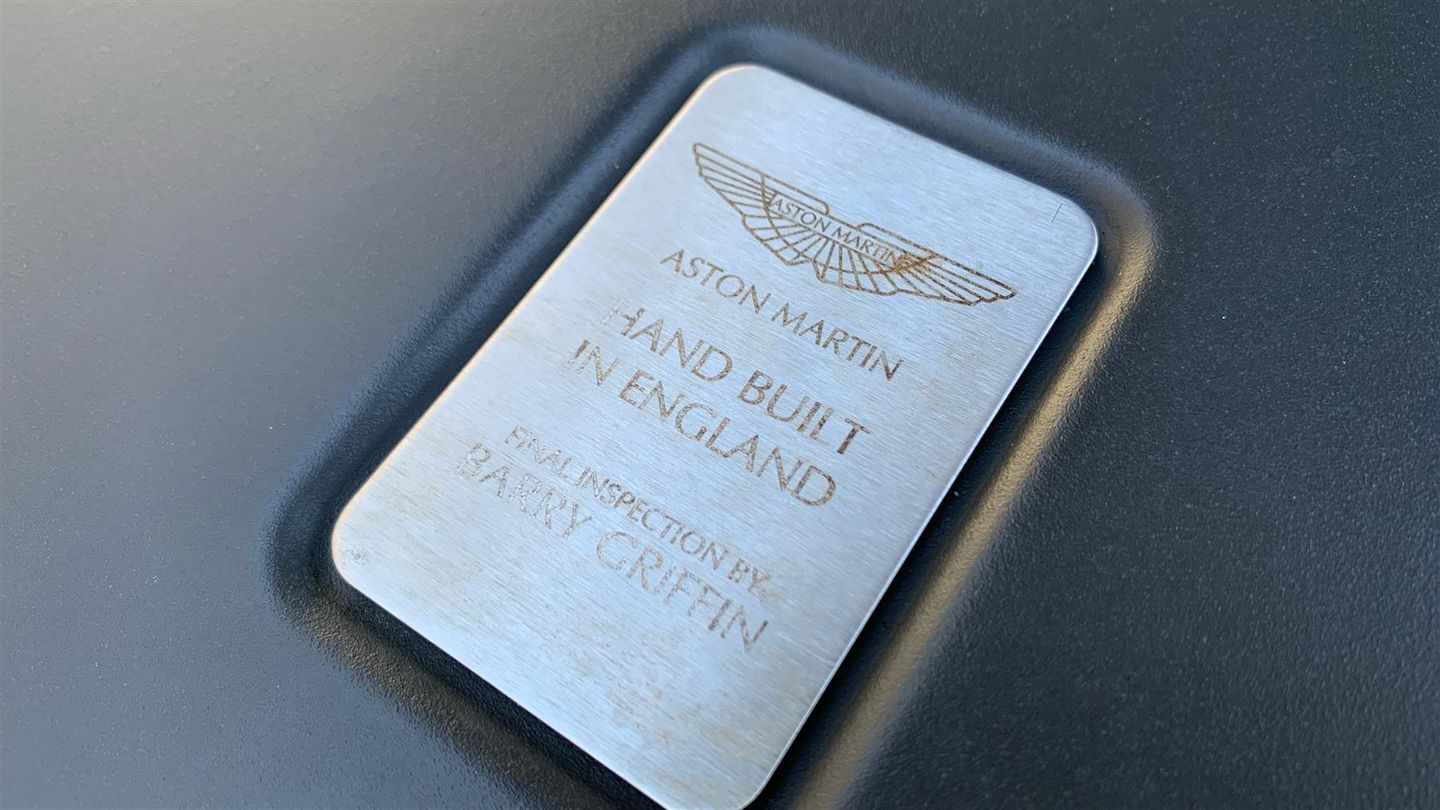 ASTON MARTIN
ASTON MARTIN
HAND BUILT
IN ENGLAND
FINAL INSPECTION BY:
BARRY GRIFFIN